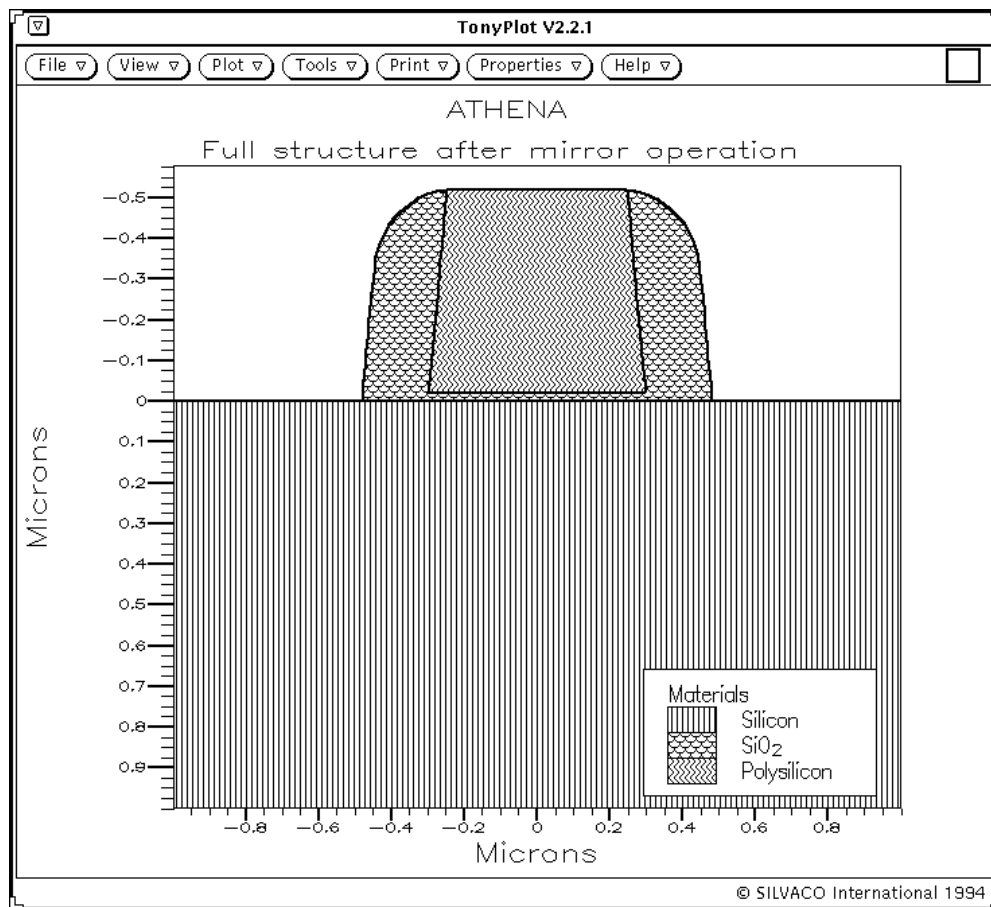 TonyPlot V2.2.1
File ▽ View ▽ Plot ▽ Tools ▽ Print ▽ Properties ▽ Help ▽
ATHENA
Full structure after mirror operation
Microns
−0.5
−0.4
−0.3
−0.2
−0.1
0
0.1
0.2
0.3
0.4
0.5
0.6
0.7
0.8
0.9
Materials
Silicon
SiO2
Polysilicon
−0.8 −0.6 −0.4 −0.2 0 0.2 0.4 0.6 0.8
Microns
© SILVACO International 1994